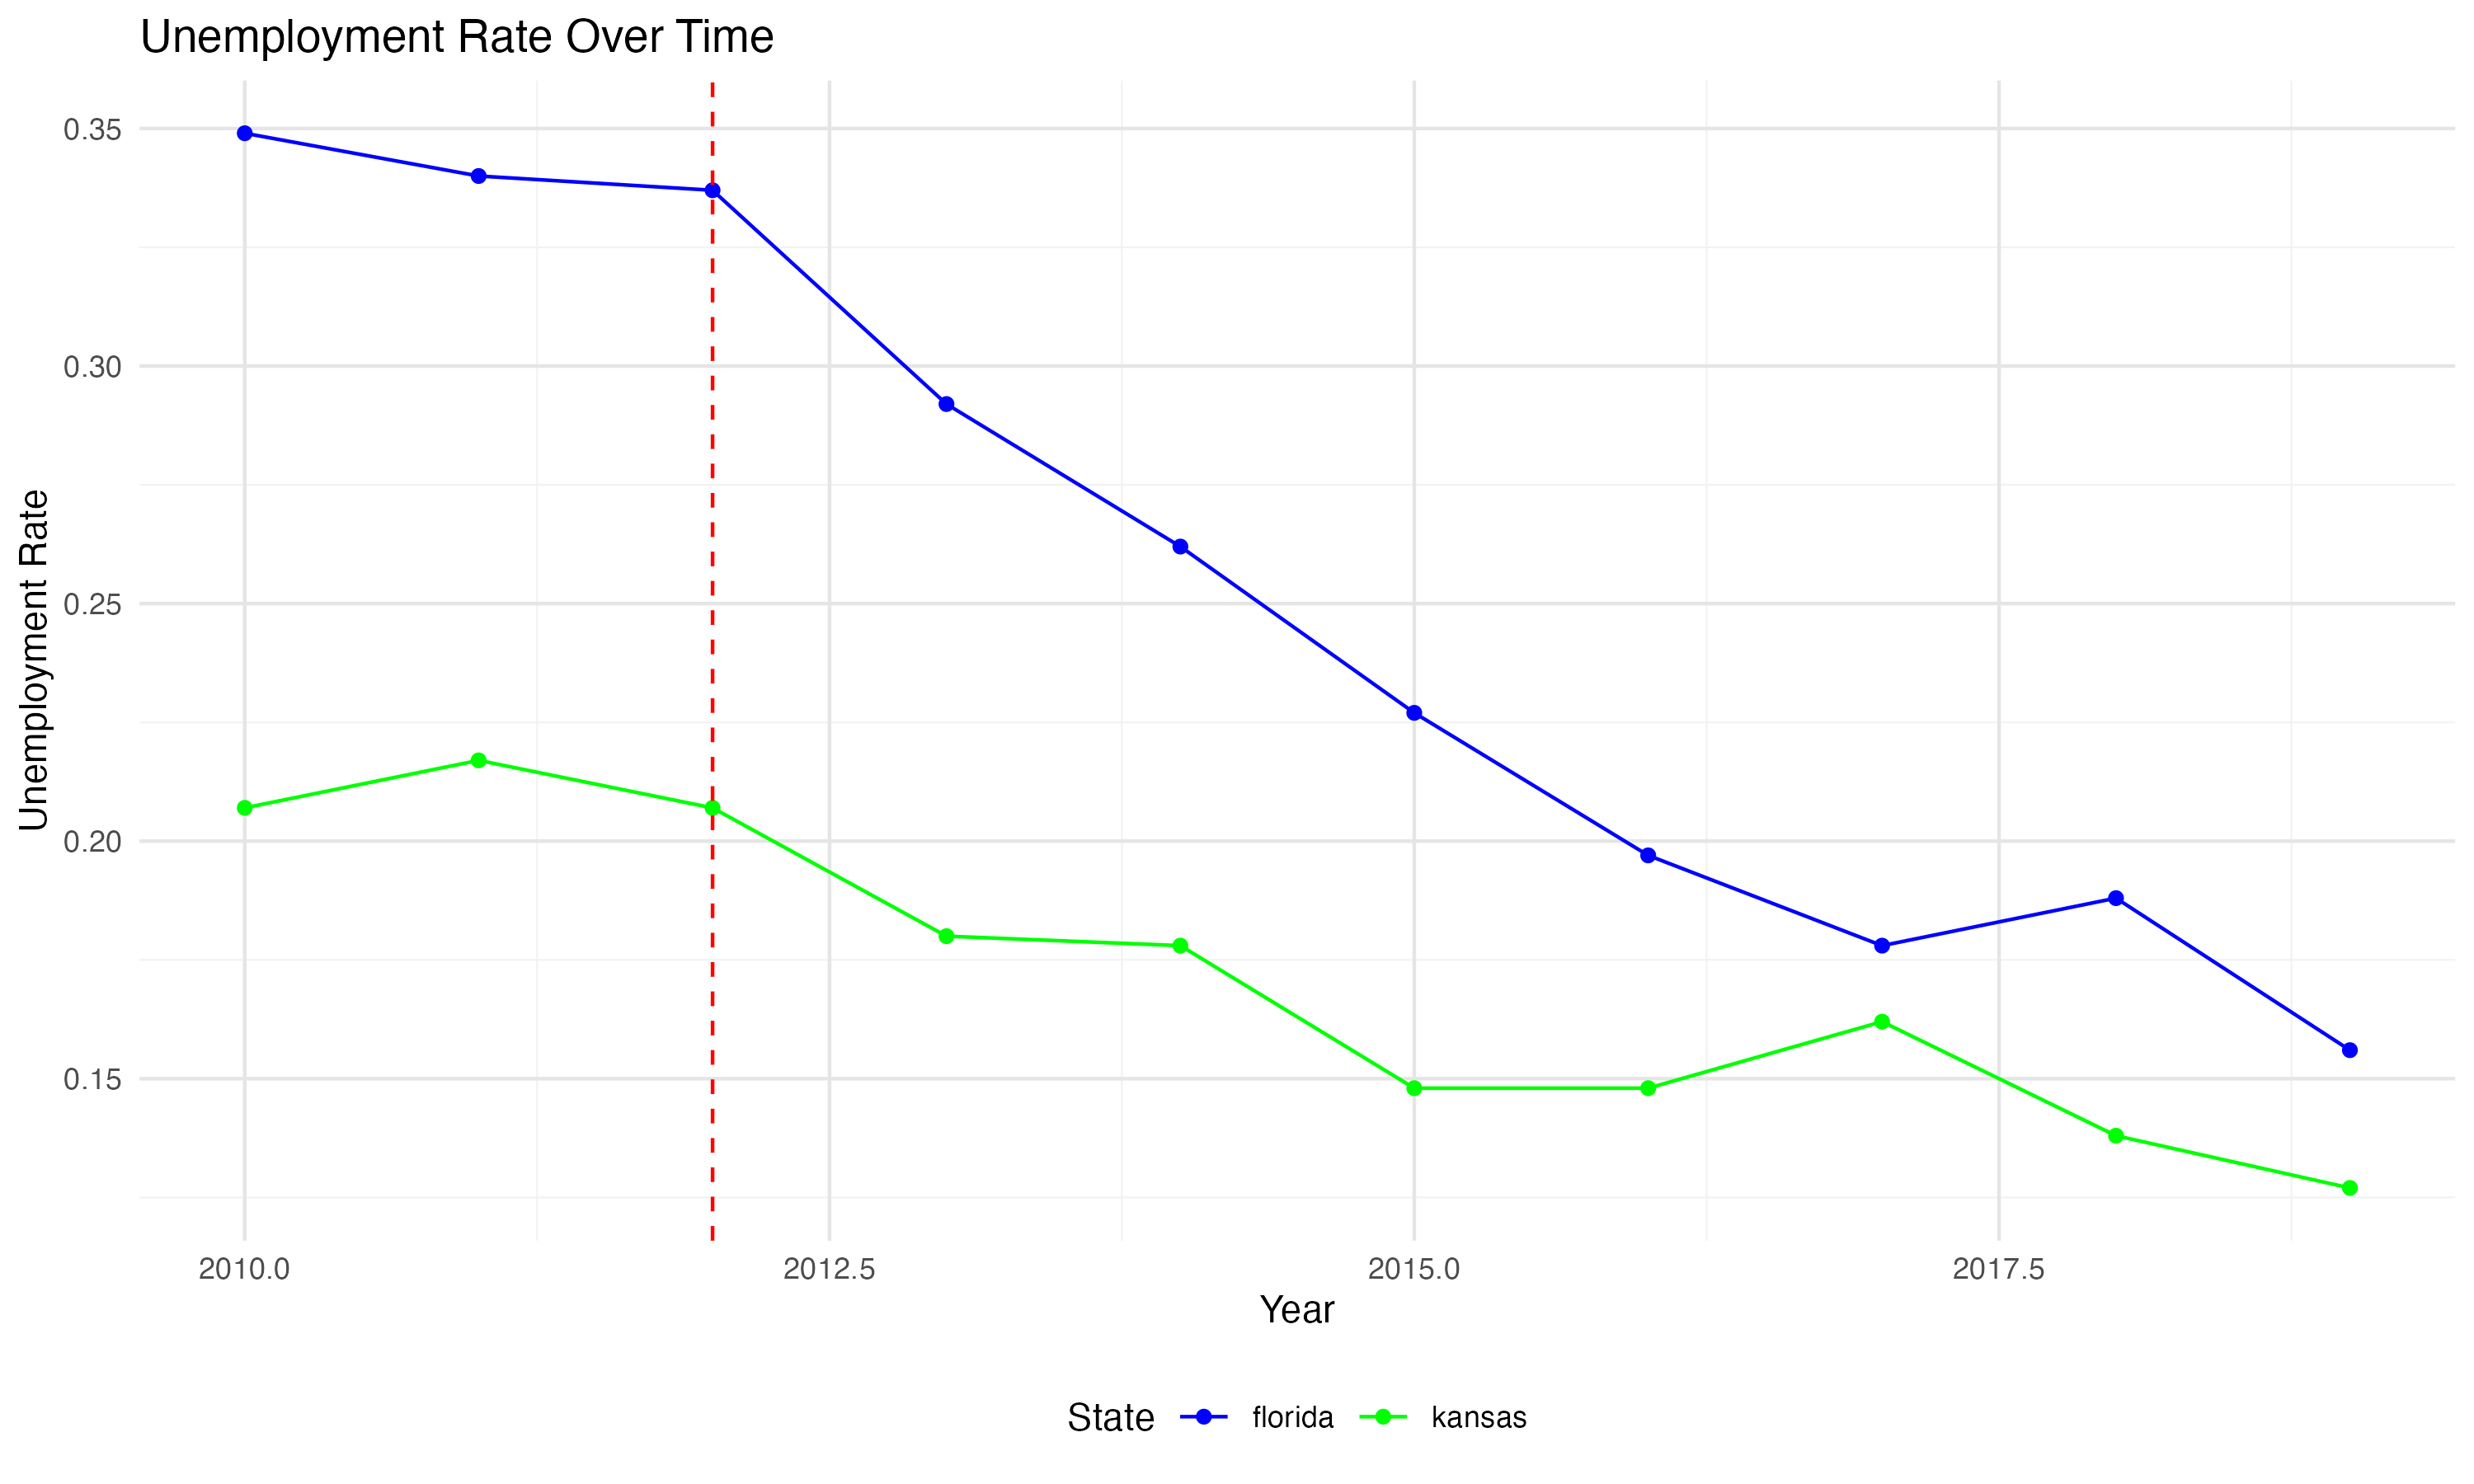 Unemployment Rate Over Time
0.35
0.30
0.25
0.20
0.15
Unemployment Rate
2010.0 2012.5 2015.0 2017.5
Year
State florida kansas